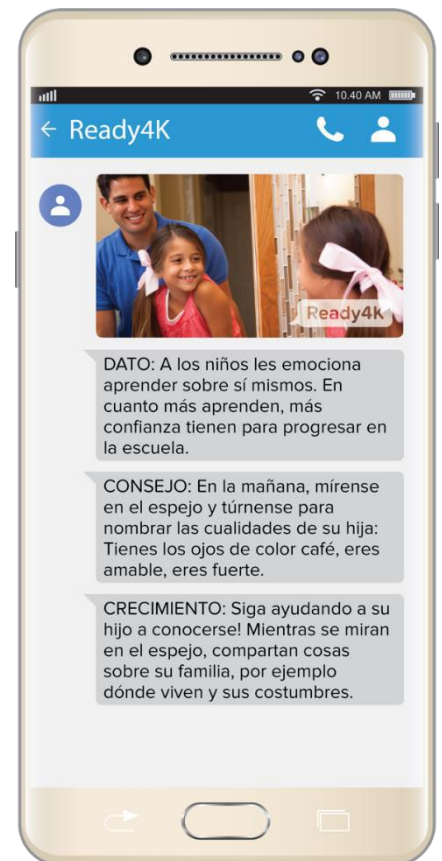 10.40 AM
← Ready4K
Ready4K
DATO: A los niños les emociona
aprender sobre sí mismos. En
cuanto más aprenden, más
confianza tienen para progresar en
la escuela.
CONSEJO: En la mañana, mírense
en el espejo y túrnense para
nombrar las cualidades de su hija:
Tienes los ojos de color café, eres
amable, eres fuerte.
CRECIMIENTO: Siga ayudando a su
hijo a conocerse! Mientras se miran
en el espejo, compartan cosas
sobre su familia, por ejemplo
dónde viven y sus costumbres.